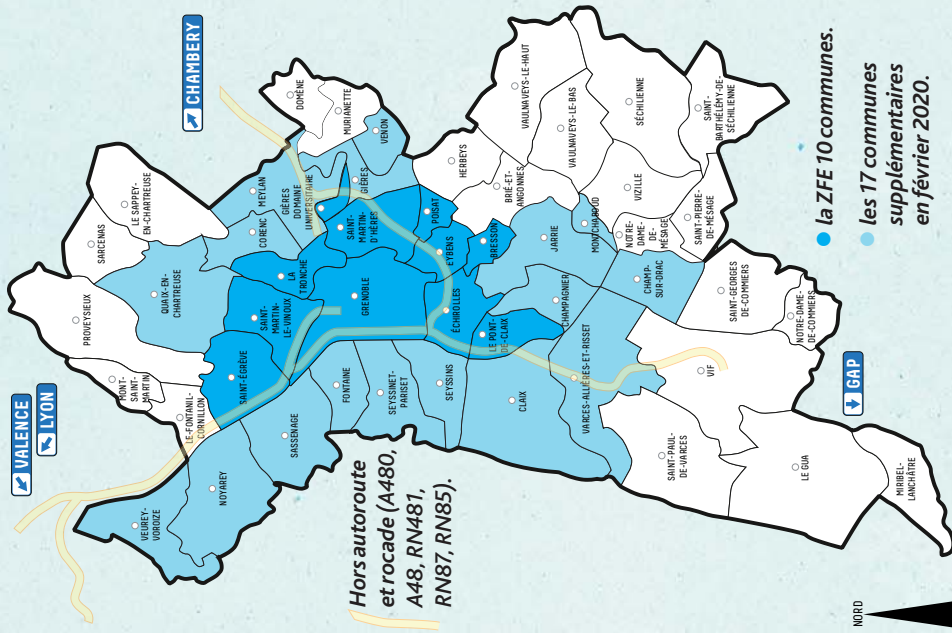 VALENCE
LYON
CHAMBERY
SARCENAS
LE SAPPEY-
EN-CHARTREUSE
PROVEYSIEUX
MONT-
SAINT-
MARTIN
QUAIX-EN-
CHARTREUSE
LE-FONTANIL-
CORNILLON
SAINT-ÉGRÈVE
SAINT-
MARTIN-
LE-VINOUX
LA
TRONCHE
CORENC
MEYLAN
GIÈRES
DOMAINE
UNIVERSITAIRE
DOMÈNE
MURIANETTE
VENON
GIÈRES
SAINT-
MARTIN-
D'HÈRES
VEUREY-
VOROIZE
NOYAREY
SASSENAGE
FONTAINE
GRENOBLE
POISAT
HERBEYS
SEYSSINET-
PARISET
EYBENS
SEYSSINS
ÉCHIROLLES
BRESSON
BRIÉ-ET-
ANGONNES
VAULNAVEYS-LE-HAUT
LE PONT-
DE-CLAIX
VAULNAVEYS-LE-BAS
CLAIX
CHAMPAGNIER
JARRIE
MONTCHABOUD
VIZILLE
SÉCHILIENNE
VARCES-ALLIÈRES-ET-RISSET
CHAMP-
SUR-DRAC
NOTRE-
DAME-
DE-
MÉSAGE
SAINT-PIERRE-
DE-MÉSAGE
SAINT-
BARTHÉLÉMY-DE-
SÉCHILIENNE
SAINT-PAUL-
DE-VARCES
VIF
SAINT-GEORGES
DE-COMMIERS
NOTRE-DAME-
DE-COMMIERS
LE GUA
MIRIBEL-
LANCHÂTRE
GAP
Hors autoroute
et rocade (A480,
A48, RN481,
RN87, RN85).
la ZFE 10 communes.
les 17 communes
supplémentaires
en février 2020.
NORD